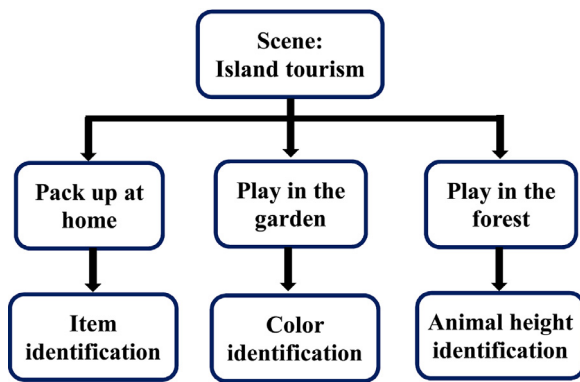 Scene:
Island tourism
Pack up at
home
Play in the
garden
Play in the
forest
Item
identification
Color
identification
Animal height
identification